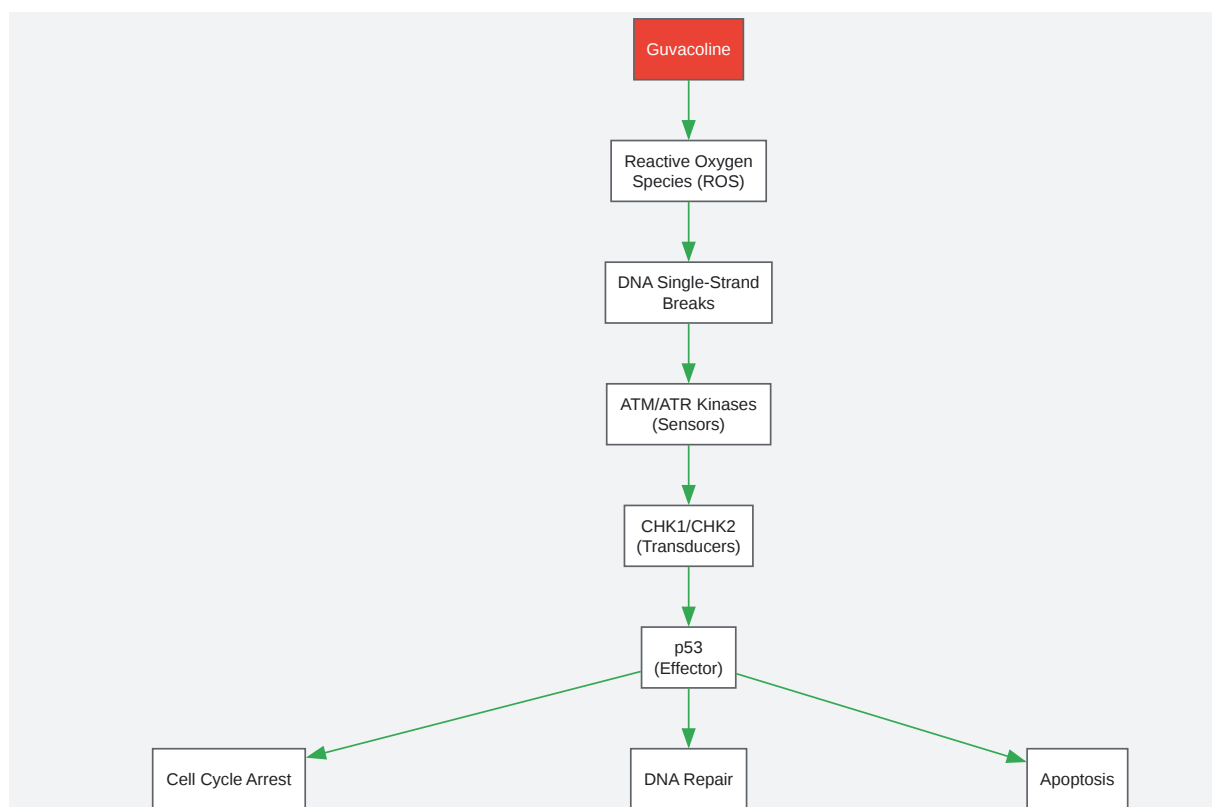 Guvacoline
Reactive Oxygen
Species (ROS)
DNA Single-Strand
Breaks
ATM/ATR Kinases
(Sensors)
CHK1/CHK2
(Transducers)
p53
(Effector)
Cell Cycle Arrest
DNA Repair
Apoptosis